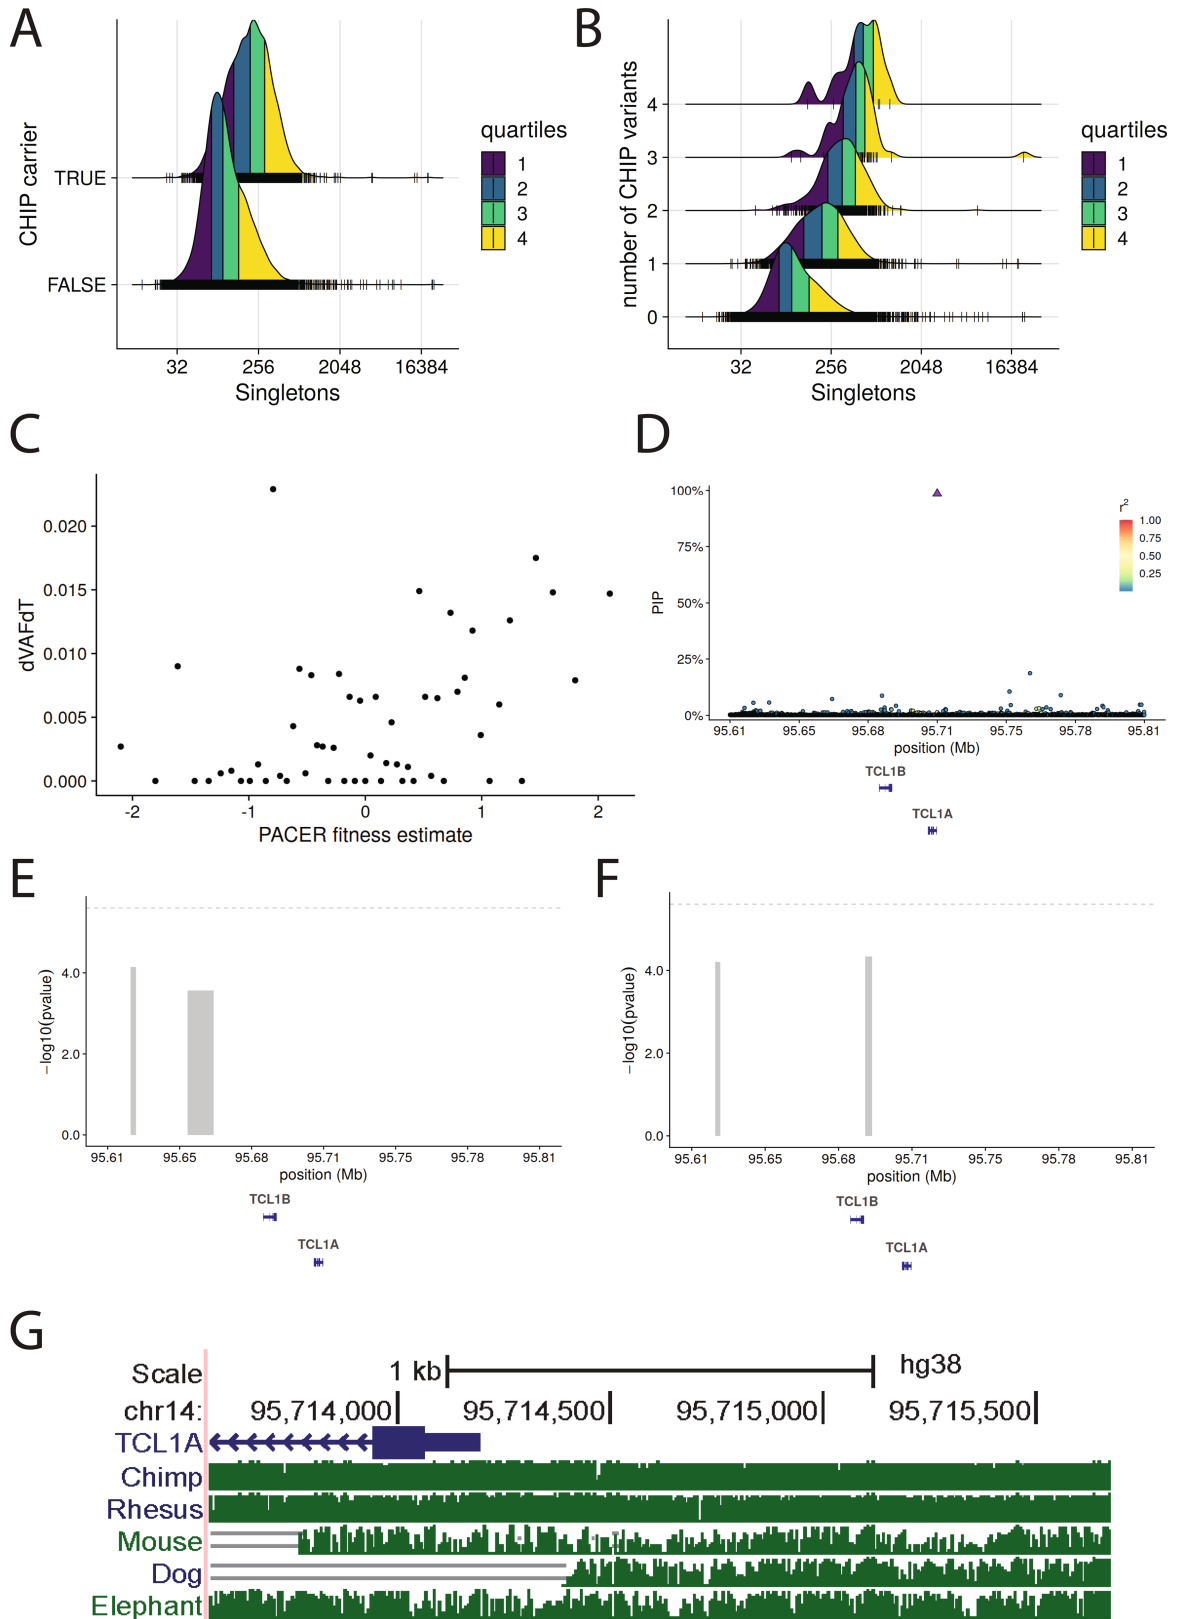 A
CHIP carrier
TRUE
FALSE
32 256 2048 16384
Singletons
quartiles
1
2
3
4
B
number of CHIP variants
4
3
2
1
0
32 256 2048 16384
Singletons
quartiles
1
2
3
4
C
dVAFdT
0.020
0.015
0.010
0.005
0.000
-2 -1 0 1 2
PACER fitness estimate
D
PIP
100%
75%
50%
25%
0%
95.61 95.65 95.68 95.71 95.75 95.78 95.81
position (Mb)
r2
1.00
0.75
0.50
0.25
TCL1B
TCL1A
E
−log10(pvalue)
4.0
2.0
0.0
95.61 95.65 95.68 95.71 95.75 95.78 95.81
position (Mb)
TCL1B
TCL1A
F
−log10(pvalue)
4.0
2.0
0.0
95.61 95.65 95.68 95.71 95.75 95.78 95.81
position (Mb)
TCL1B
TCL1A
G
Scale 1 kb hg38
chr14: 95,714,000 95,714,500 95,715,000 95,715,500
TCL1A
Chimp
Rhesus
Mouse
Dog
Elephant